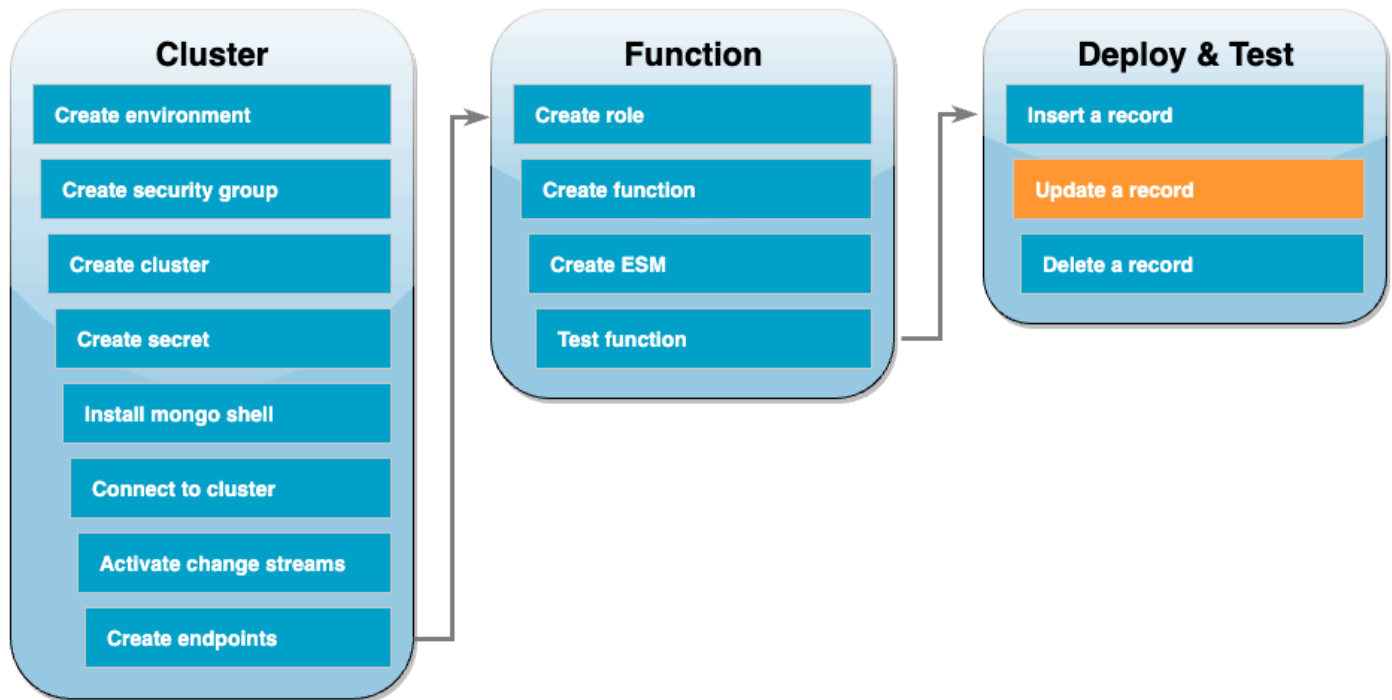 Cluster
Create environment
Create security group
Create cluster
Create secret
Install mongo shell
Connect to cluster
Activate change streams
Create endpoints
Function
Create role
Create function
Create ESM
Test function
Deploy & Test
Insert a record
Update a record
Delete a record